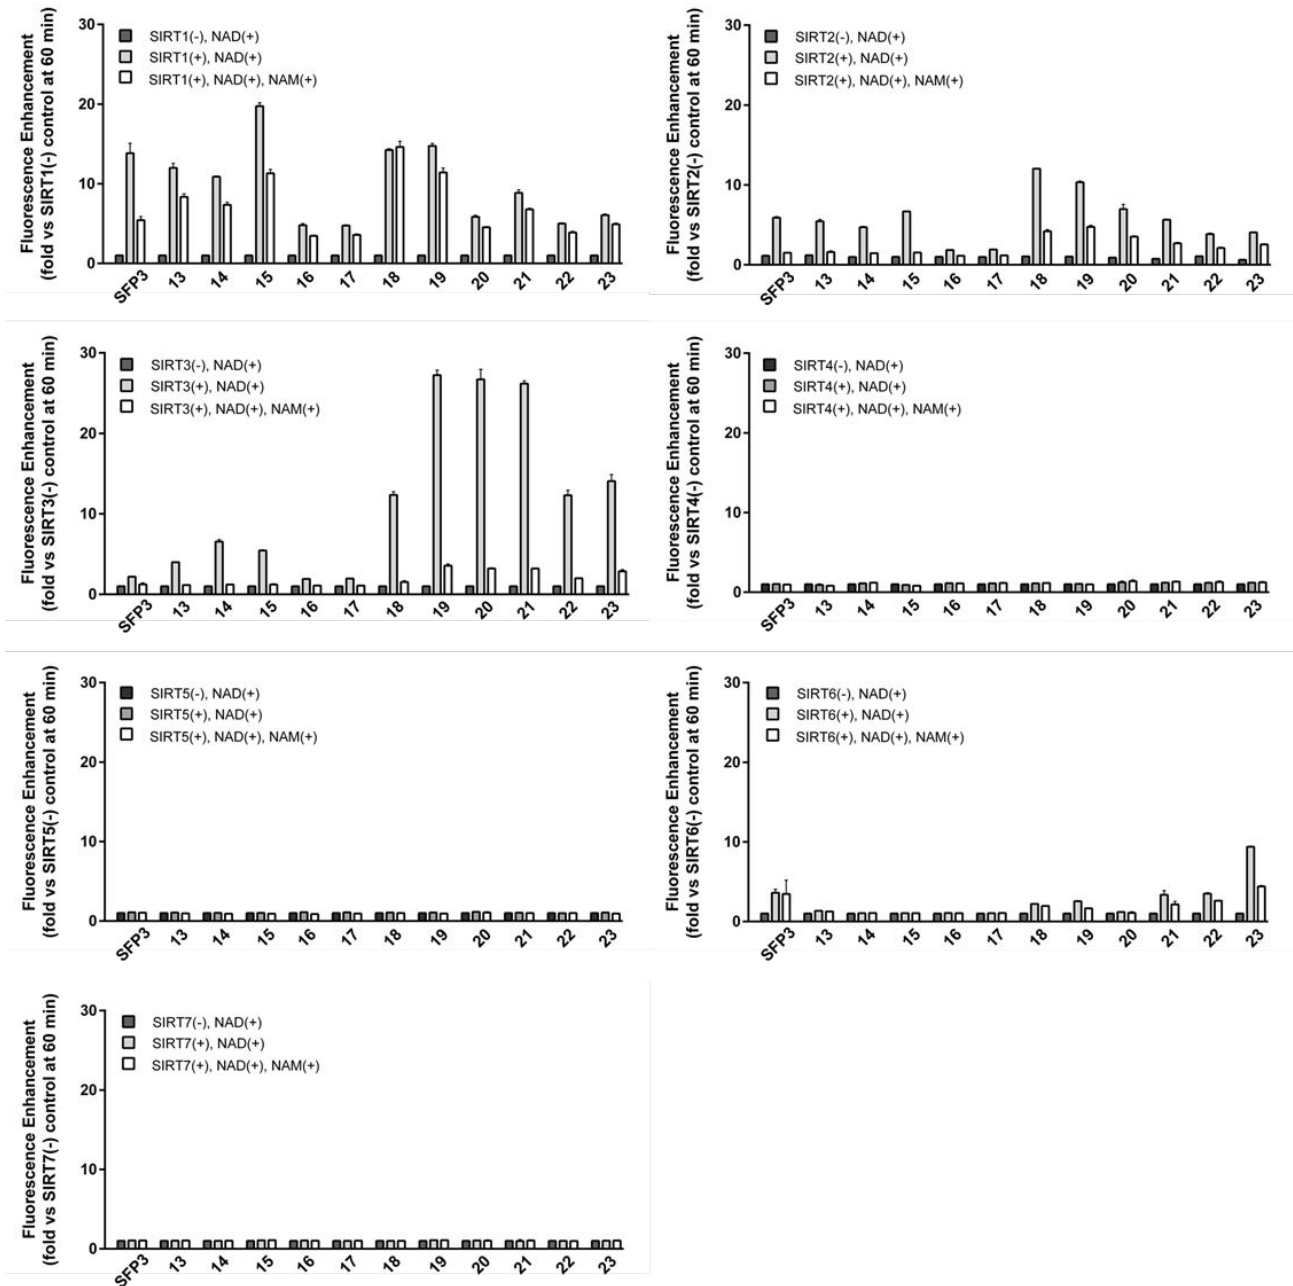 Fluorescence Enhancement
(fold vs SIRT1(-) control at 60 min)
30
20
10
0
SIRT1(-), NAD(+)
SIRT1(+), NAD(+)
SIRT1(+), NAD(+), NAM(+)
SFP3 13 14 15 16 17 18 19 20 21 22 23
Fluorescence Enhancement
(fold vs SIRT2(-) control at 60 min)
30
20
10
0
SIRT2(-), NAD(+)
SIRT2(+), NAD(+)
SIRT2(+), NAD(+), NAM(+)
SFP3 13 14 15 16 17 18 19 20 21 22 23
Fluorescence Enhancement
(fold vs SIRT3(-) control at 60 min)
30
20
10
0
SIRT3(-), NAD(+)
SIRT3(+), NAD(+)
SIRT3(+), NAD(+), NAM(+)
SFP3 13 14 15 16 17 18 19 20 21 22 23
Fluorescence Enhancement
(fold vs SIRT4(-) control at 60 min)
30
20
10
0
SIRT4(-), NAD(+)
SIRT4(+), NAD(+)
SIRT4(+), NAD(+), NAM(+)
SFP3 13 14 15 16 17 18 19 20 21 22 23
Fluorescence Enhancement
(fold vs SIRT5(-) control at 60 min)
30
20
10
0
SIRT5(-), NAD(+)
SIRT5(+), NAD(+)
SIRT5(+), NAD(+), NAM(+)
SFP3 13 14 15 16 17 18 19 20 21 22 23
Fluorescence Enhancement
(fold vs SIRT6(-) control at 60 min)
30
20
10
0
SIRT6(-), NAD(+)
SIRT6(+), NAD(+)
SIRT6(+), NAD(+), NAM(+)
SFP3 13 14 15 16 17 18 19 20 21 22 23
Fluorescence Enhancement
(fold vs SIRT7(-) control at 60 min)
30
20
10
0
SIRT7(-), NAD(+)
SIRT7(+), NAD(+)
SIRT7(+), NAD(+), NAM(+)
SFP3 13 14 15 16 17 18 19 20 21 22 23